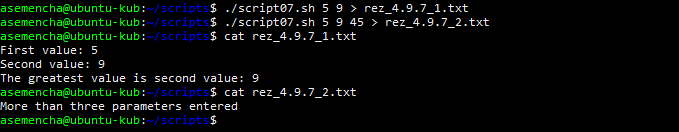 asemencha@ubuntu-kub:~/scripts$ ./script07.sh 5 9 > rez_4.9.7_1.txt
asemencha@ubuntu-kub:~/scripts$ ./script07.sh 5 9 45 > rez_4.9.7_2.txt
asemencha@ubuntu-kub:~/scripts$ cat rez_4.9.7_1.txt
First value: 5
Second value: 9
The greatest value is second value: 9
asemencha@ubuntu-kub:~/scripts$ cat rez_4.9.7_2.txt
More than three parameters entered
asemencha@ubuntu-kub:~/scripts$